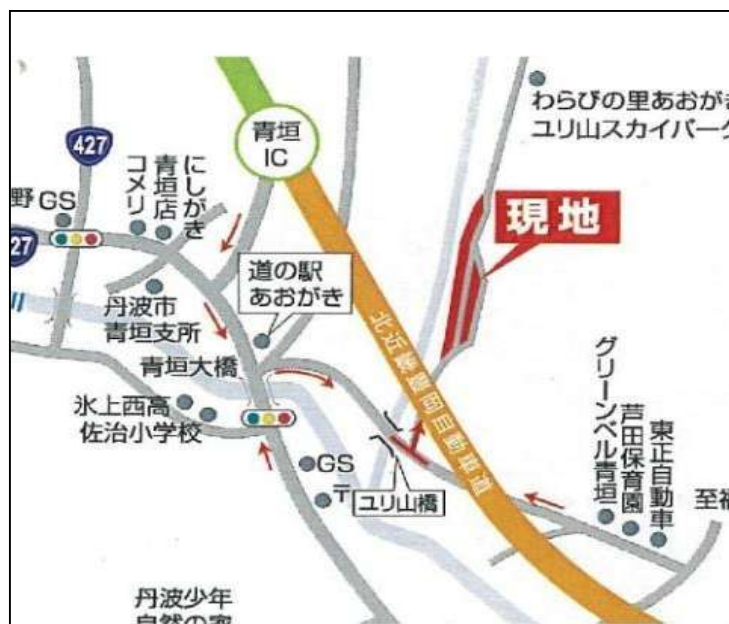 わらびの里あおがき
ユリ山スカイパーク
青垣
IC
427
現地
にしがき
青垣店
コメリ
野GS
27
道の駅
あおがき
丹波市
青垣支所
青垣大橋
北近畿豊岡自動車道
氷上西高
佐治小学校
グリーンベル青垣
芦田保育園
東正自動車
GS
〒
ユリ山橋
至福
丹波少年
自然の家